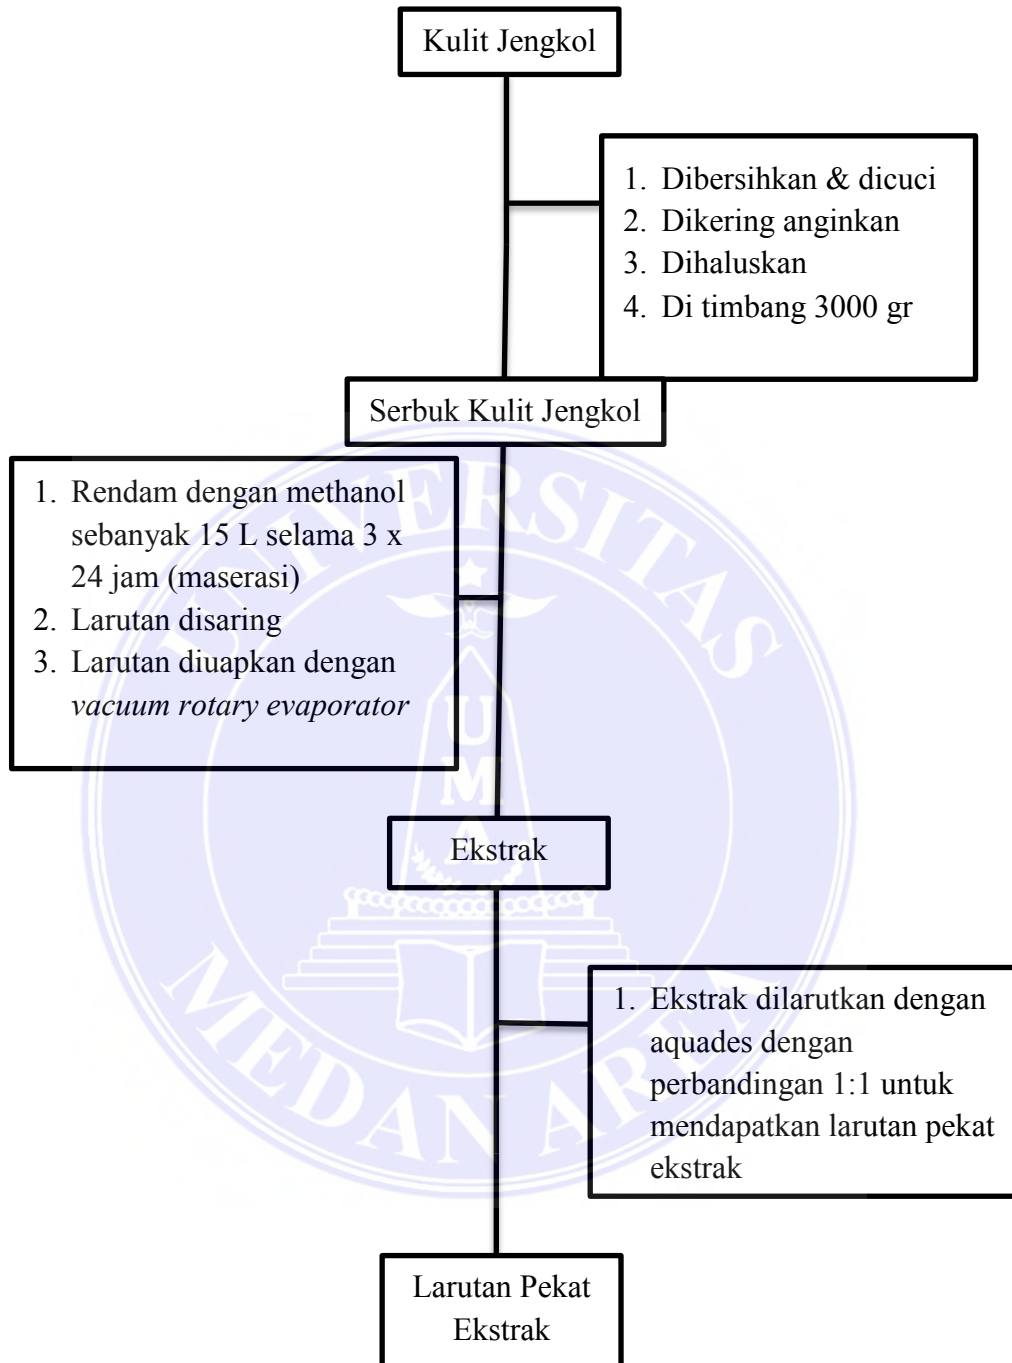 Kulit Jengkol
1. Dibersihkan & dicuci
2. Dikering anginkan
3. Dihaluskan
4. Di timbang 3000 gr
Serbuk Kulit Jengkol
1. Rendam dengan methanol
sebanyak 15 L selama 3 x
24 jam (maserasi)
2. Larutan disaring
3. Larutan diuapkan dengan
vacuum rotary evaporator
Ekstrak
1. Ekstrak dilarutkan dengan
aquades dengan
perbandingan 1:1 untuk
mendapatkan larutan pekat
ekstrak
Larutan Pekat
Ekstrak
UNIVERSITAS
MEDAN AREA
U
M
A